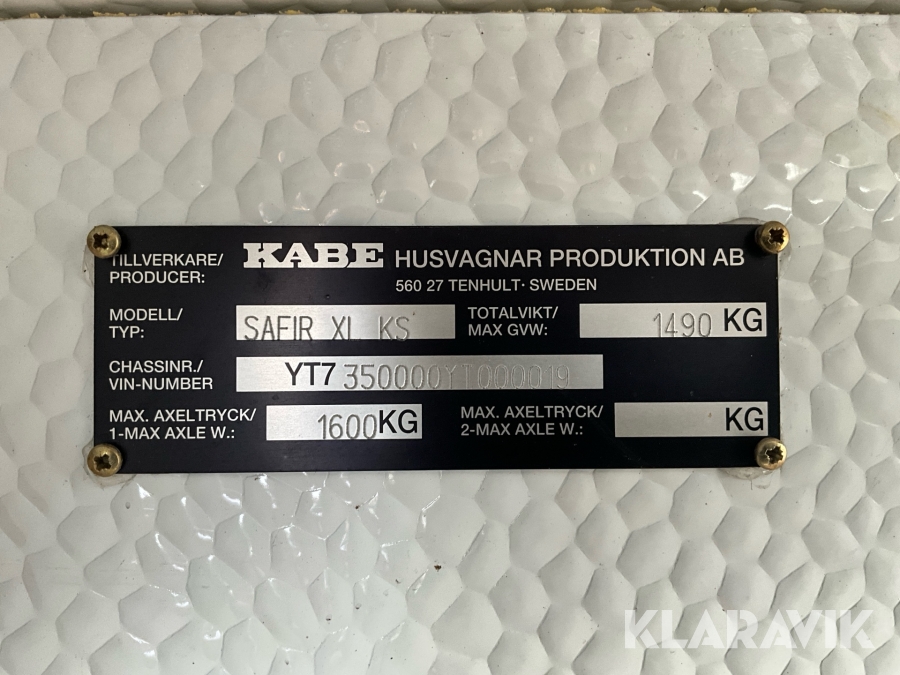 TILLVERKARE/ KABE HUSVAGNAR PRODUKTION AB
PRODUCER: 560 27 TENHULT· SWEDEN
MODELL/ TOTALVIKT/
TYP: SAFIR XL KS MAX GVW: 1490 KG
CHASSINR./
VIN-NUMBER YT7 350000YT000019
MAX. AXELTRYCK/ MAX. AXELTRYCK/
1-MAX AXLE W.: 1600 KG 2-MAX AXLE W.: KG
KLARAVIK